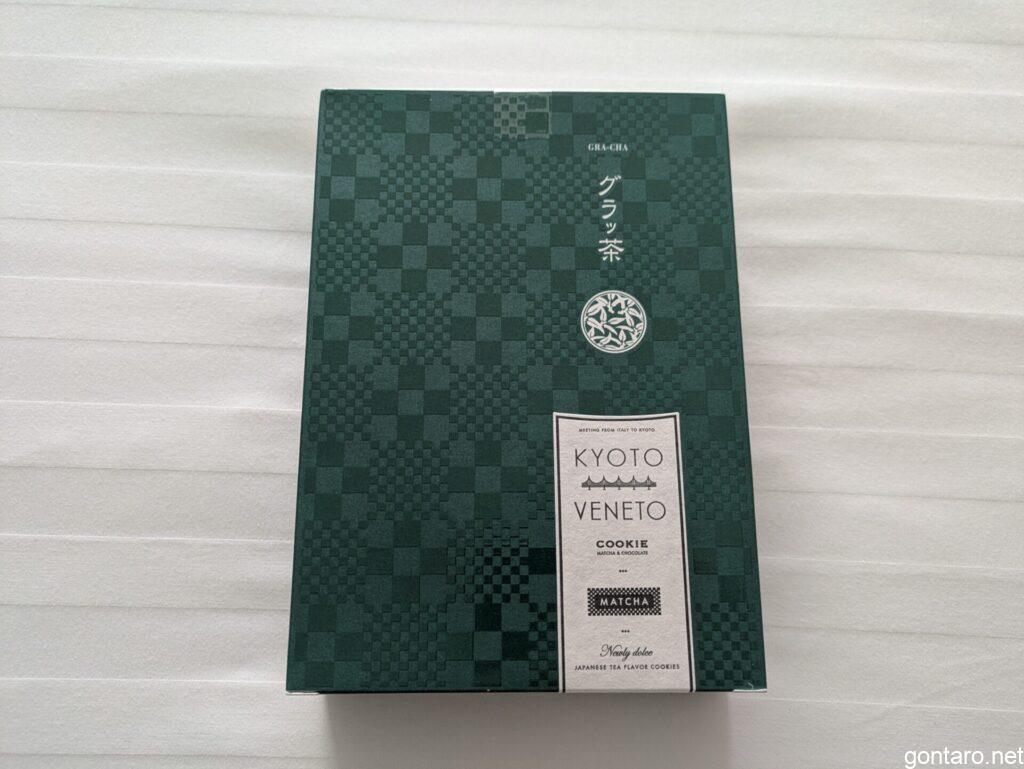 GRA-CHA
グラッ茶
MEETING FROM ITALY TO KYOTO.
KYOTO
VENETO
COOKIE
MATCHA & CHOCOLATE
MATCHA
Newly dolce
JAPANESE TEA FLAVOR COOKIES
gontaro.net